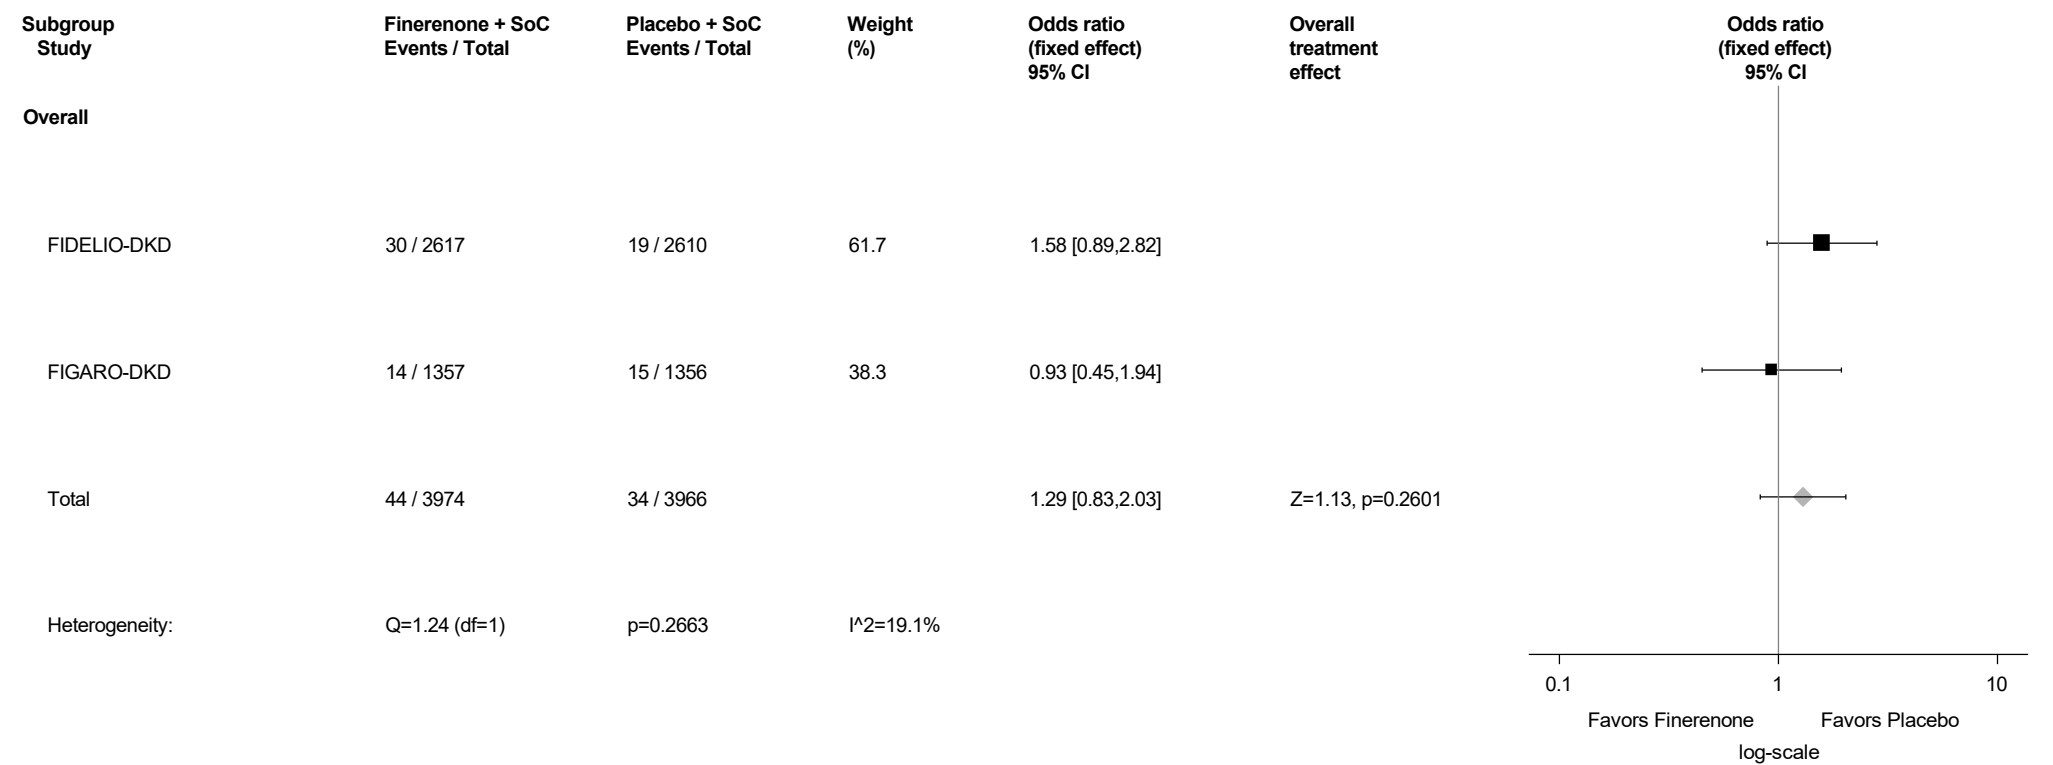 Subgroup Finerenone + SoC Placebo + SoC Weight Odds ratio Overall Odds ratio
Study Events / Total Events / Total (%) (fixed effect) treatment (fixed effect)
95% CI effect 95% CI
Overall
FIDELIO-DKD 30 / 2617 19 / 2610 61.7 1.58 [0.89,2.82]
FIGARO-DKD 14 / 1357 15 / 1356 38.3 0.93 [0.45,1.94]
Total 44 / 3974 34 / 3966 1.29 [0.83,2.03] Z=1.13, p=0.2601
Heterogeneity: Q=1.24 (df=1) p=0.2663 I^2=19.1%
0.1 1 10
Favors Finerenone Favors Placebo
log-scale